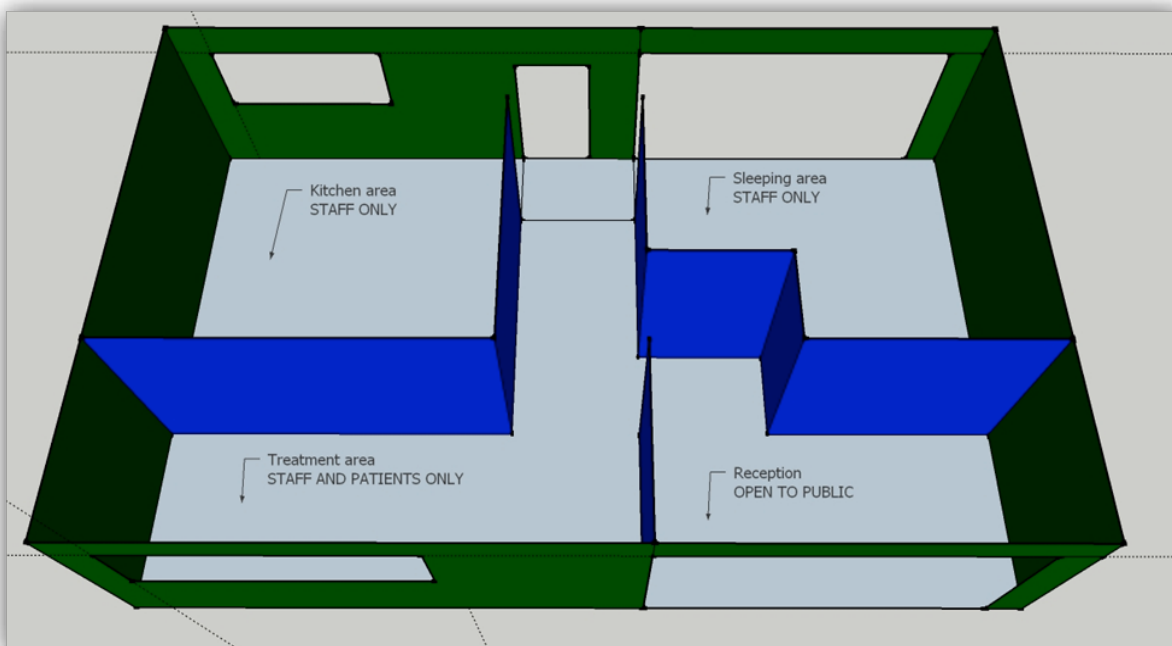 Kitchen area
STAFF ONLY
Sleeping area
STAFF ONLY
Treatment area
STAFF AND PATIENTS ONLY
Reception
OPEN TO PUBLIC